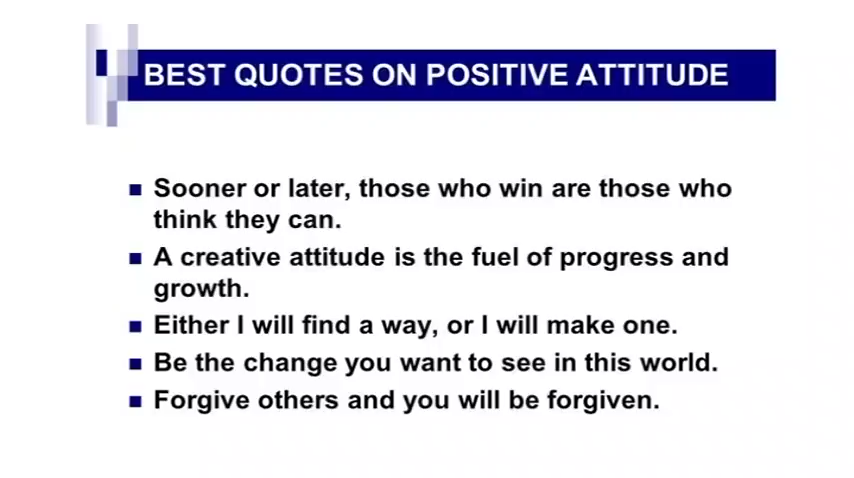 BEST QUOTES ON POSITIVE ATTITUDE
Sooner or later, those who win are those who
think they can.
A creative attitude is the fuel of progress and
growth.
Either I will find a way, or I will make one.
Be the change you want to see in this world.
Forgive others and you will be forgiven.